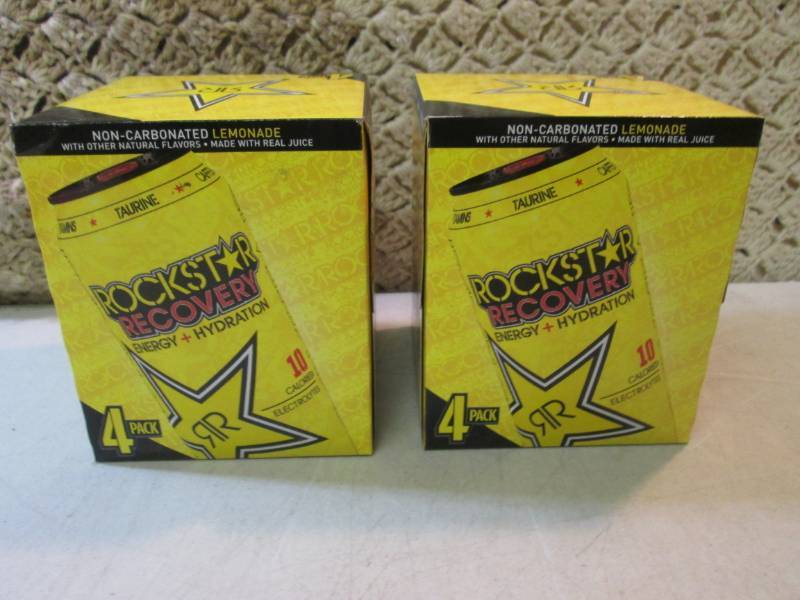 NON-CARBONATED LEMONADE
WITH OTHER NATURAL FLAVORS • MADE WITH REAL JUICE
TAURINE
ROCKSTAR
RECOVERY
ENERGY + HYDRATION
10
CALORIES
ELECTROLYTES
4 PACK
RR
NON-CARBONATED LEMONADE
WITH OTHER NATURAL FLAVORS • MADE WITH REAL JUICE
TAURINE
ROCKSTAR
RECOVERY
ENERGY + HYDRATION
10
CALORIES
ELECTROLYTES
4 PACK
RR